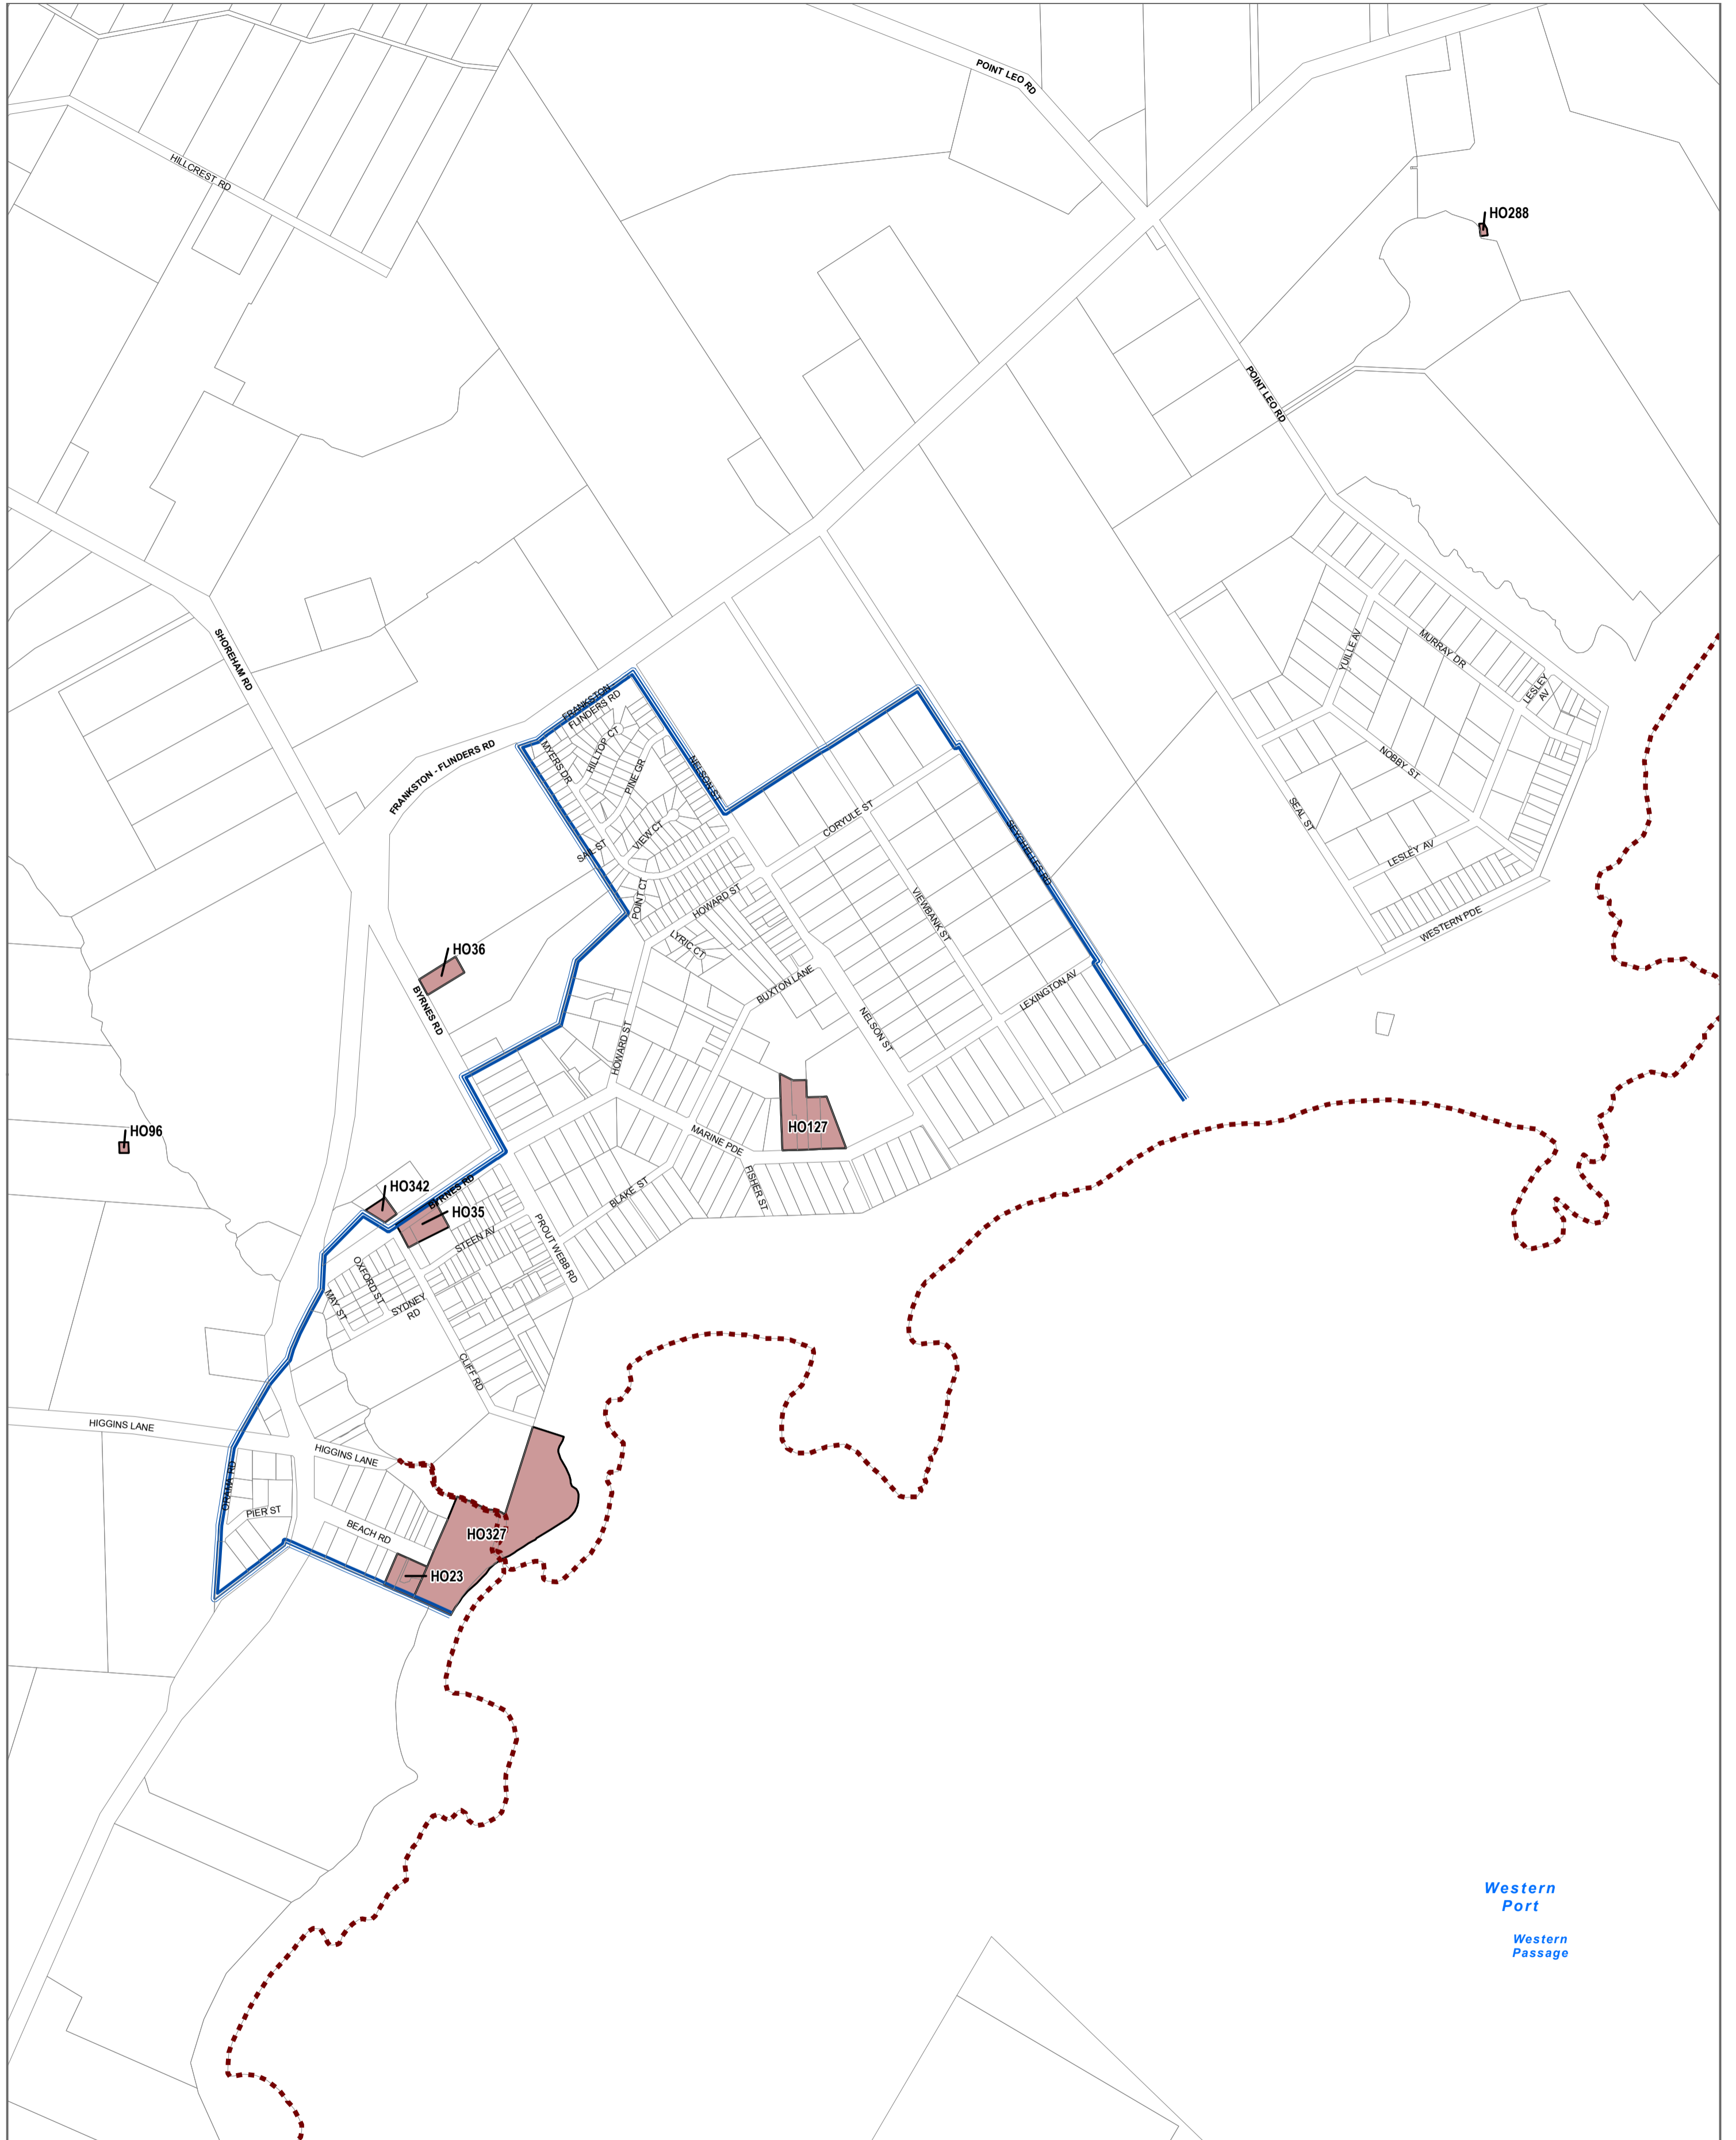 POINT LEO RD
HILLCREST RD
HO288
POINT LEO RD
SHOREHAM RD
YUILLE AV
MURRAY DR
LESLEY
AV
FRANKSTON
FLINDERS RD
FRANKSTON - FLINDERS RD
MYERS DR
HILLTOP CT
PINE GR
NELSON ST
NOBBY ST
SEAL ST
CORYULE ST
SEYCHELLES RD
VIEW CT
SAIL ST
LESLEY AV
POINT CT
HOWARD ST
VIEWBANK ST
WESTERN PDE
LYRIC CT
HO36
BUXTON LANE
LEXINGTON AV
BYRNES RD
NELSON ST
HOWARD ST
HO127
HO96
MARINE PDE
FISHER ST
HO342
BYRNES RD
HO35
BLAKE ST
STEEN AV
PROUT WEBB RD
OXFORD ST
MAY ST
SYDNEY
RD
CLIFF RD
HIGGINS LANE
HIGGINS LANE
PIER ST
BEACH RD
HO327
HO23
Western
Port
Western
Passage